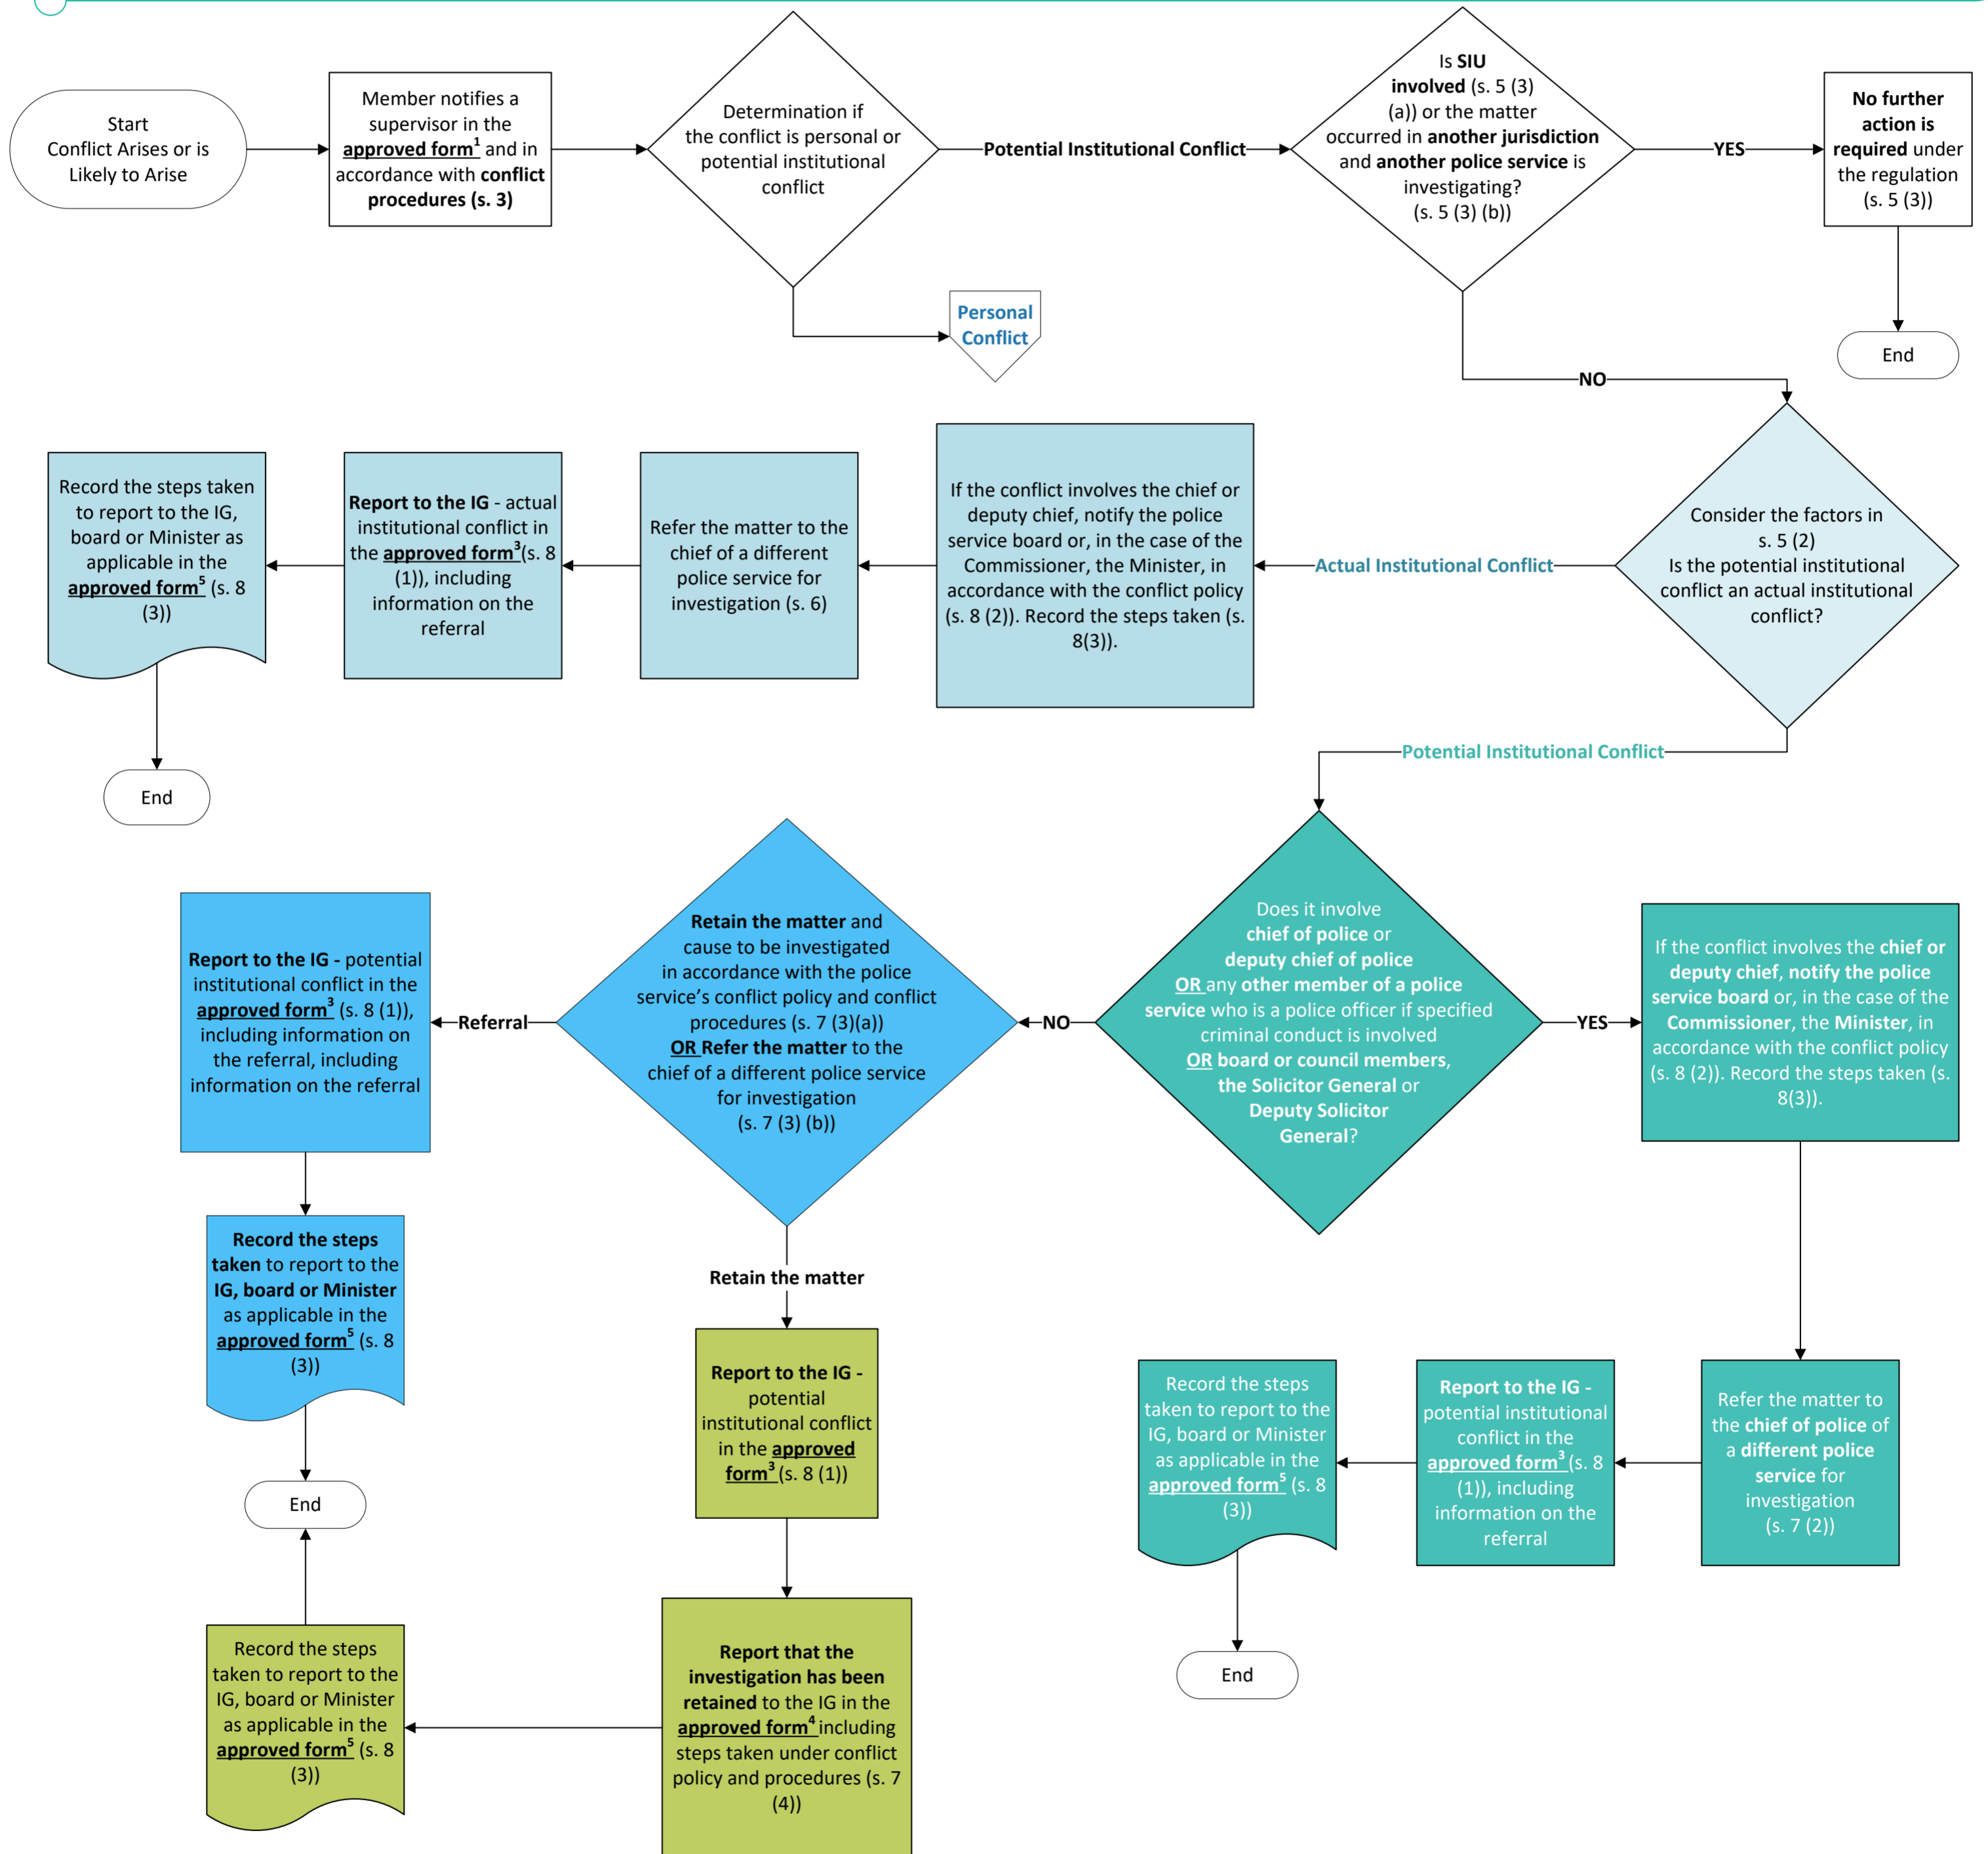 Start
Conflict Arises or is
Likely to Arise
Member notifies a
supervisor in the
approved form1 and in
accordance with conflict
procedures (s. 3)
Determination if
the conflict is personal or
potential institutional
conflict
Potential Institutional Conflict
Is SIU
involved (s. 5 (3)
(a)) or the matter
occurred in another jurisdiction
and another police service is
investigating?
(s. 5 (3) (b))
YES
No further
action is
required under
the regulation
(s. 5 (3))
End
Personal
Conflict
NO
Consider the factors in
s. 5 (2)
Is the potential institutional
conflict an actual institutional
conflict?
Actual Institutional Conflict
If the conflict involves the chief or
deputy chief, notify the police
service board or, in the case of the
Commissioner, the Minister, in
accordance with the conflict policy
(s. 8 (2)). Record the steps taken (s.
8(3)).
Refer the matter to the
chief of a different
police service for
investigation (s. 6)
Report to the IG - actual
institutional conflict in
the approved form3(s. 8
(1)), including
information on the
referral
Record the steps taken
to report to the IG,
board or Minister as
applicable in the
approved form5 (s. 8
(3))
End
Potential Institutional Conflict
Does it involve
chief of police or
deputy chief of police
OR any other member of a police
service who is a police officer if specified
criminal conduct is involved
OR board or council members,
the Solicitor General or
Deputy Solicitor
General?
YES
If the conflict involves the chief or
deputy chief, notify the police
service board or, in the case of the
Commissioner, the Minister, in
accordance with the conflict policy
(s. 8 (2)). Record the steps taken (s.
8(3)).
Refer the matter to
the chief of police of
a different police
service for
investigation
(s. 7 (2))
Report to the IG -
potential institutional
conflict in the
approved form3 (s. 8
(1)), including
information on the
referral
Record the steps
taken to report to the
IG, board or Minister
as applicable in the
approved form5 (s. 8
(3))
End
NO
Retain the matter and
cause to be investigated
in accordance with the police
service’s conflict policy and conflict
procedures (s. 7 (3)(a))
OR Refer the matter to the
chief of a different police service
for investigation
(s. 7 (3) (b))
Referral
Report to the IG - potential
institutional conflict in the
approved form3 (s. 8 (1)),
including information on
the referral, including
information on the referral
Record the steps
taken to report to the
IG, board or Minister
as applicable in the
approved form5 (s. 8
(3))
End
Retain the matter
Report to the IG -
potential
institutional conflict
in the approved
form3 (s. 8 (1))
Report that the
investigation has been
retained to the IG in the
approved form4 including
steps taken under conflict
policy and procedures (s. 7
(4))
Record the steps
taken to report to the
IG, board or Minister
as applicable in the
approved form5 (s. 8
(3))